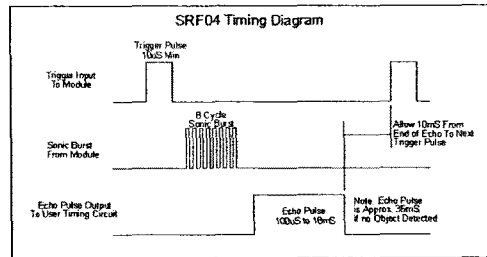 SRF04 Timing Diagram
Trigger Pulse
10uS Min
Trigger Input
To Module
8 Cycle
Sonic Burst
Allow 10mS From
End of Echo To Next
Trigger Pulse
Sonic Burst
From Module
Echo Pulse Output
To User Timing Circuit
Echo Pulse
100uS to 18mS
Note: Echo Pulse
is Approx. 36mS
if no Object Detected